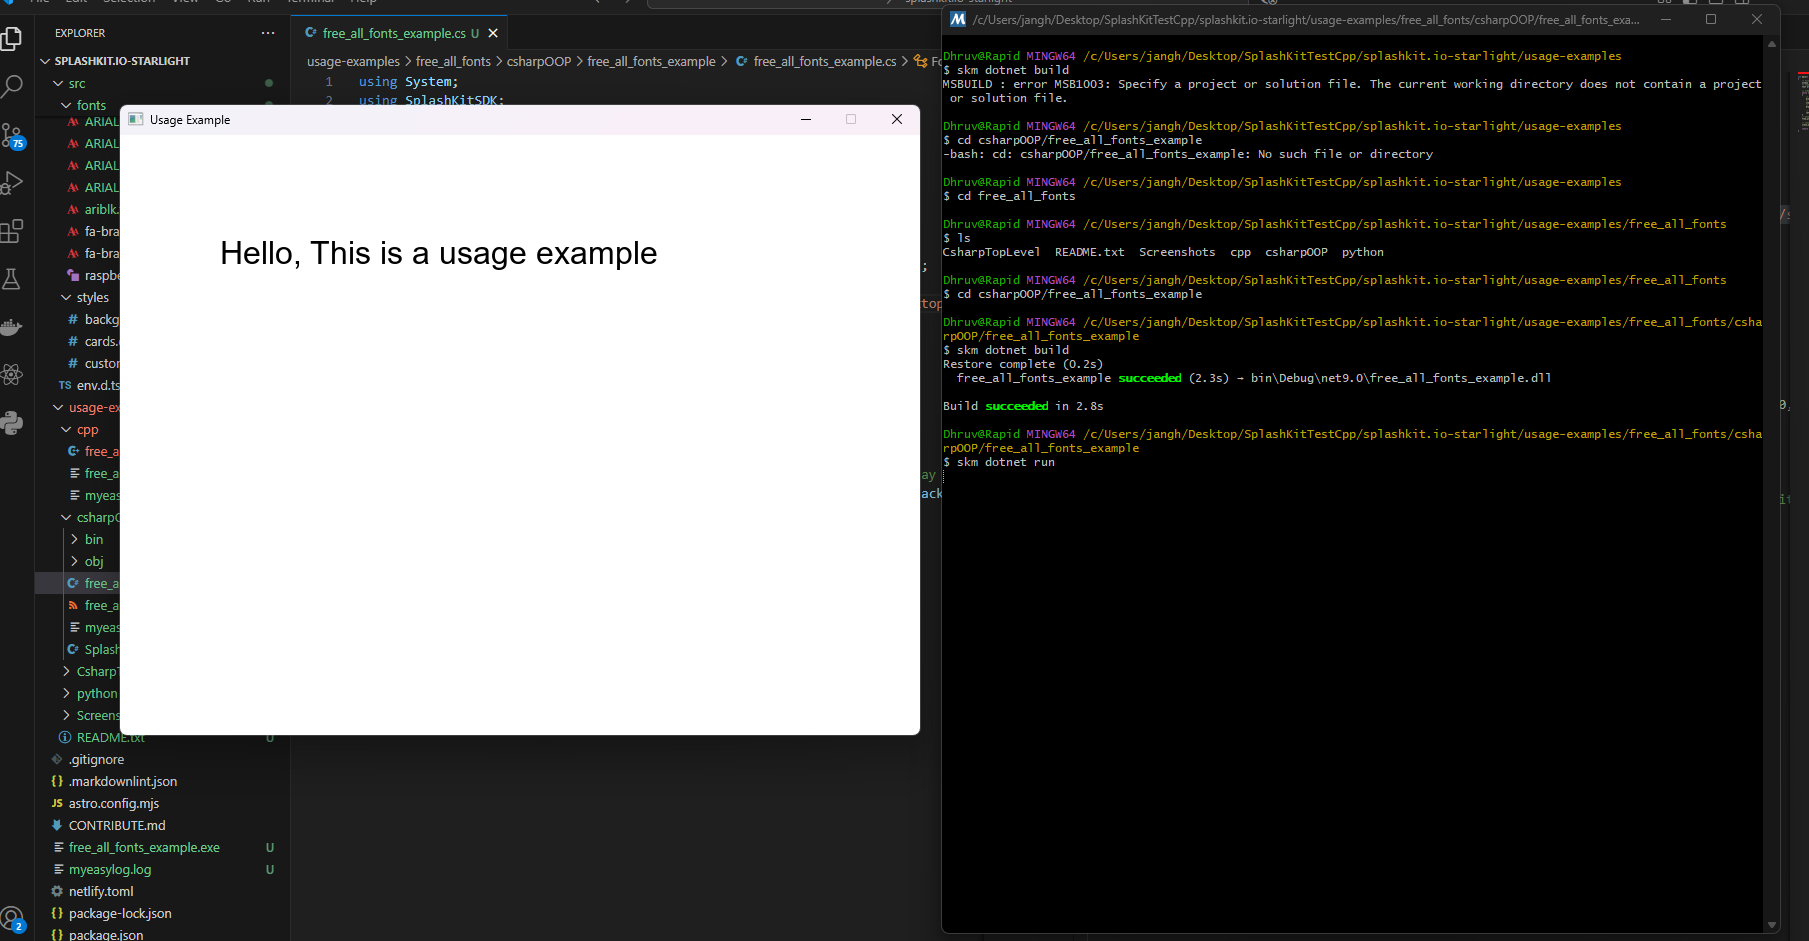 EXPLORER
SPLASHKIT.IO-STARLIGHT
src
fonts
ARIAL
ARIAL
ARIAL
ARIAL
ariblk.
fa-bra
fa-bra
raspbe
styles
backg
cards.
custor
TS env.d.ts
usage-ex
cpp
free_a
free_a
myeas
csharpO
bin
obj
free_a
free_a
myeas
Splash
CsharpT
python
Screens
README.txt U
.gitignore
{} .markdownlint.json
JS astro.config.mjs
CONTRIBUTE.md
free_all_fonts_example.exe U
myeasylog.log U
netlify.toml
{} package-lock.json
{} package.json
75
2
free_all_fonts_example.cs U
usage-examples > free_all_fonts > csharpOOP > free_all_fonts_example > free_all_fonts_example.cs >
1 using System;
2 using SplashKitSDK;
Usage Example
Hello, This is a usage example
/c/Users/jangh/Desktop/SplashKitTestCpp/splashkit.io-starlight/usage-examples/free_all_fonts/csharpOOP/free_all_fonts_exa...
Dhruv@Rapid MINGW64 /c/Users/jangh/Desktop/SplashKitTestCpp/splashkit.io-starlight/usage-examples
$ skm dotnet build
MSBUILD : error MSB1003: Specify a project or solution file. The current working directory does not contain a project
or solution file.
Dhruv@Rapid MINGW64 /c/Users/jangh/Desktop/SplashKitTestCpp/splashkit.io-starlight/usage-examples
$ cd csharpOOP/free_all_fonts_example
-bash: cd: csharpOOP/free_all_fonts_example: No such file or directory
Dhruv@Rapid MINGW64 /c/Users/jangh/Desktop/SplashKitTestCpp/splashkit.io-starlight/usage-examples
$ cd free_all_fonts
Dhruv@Rapid MINGW64 /c/Users/jangh/Desktop/SplashKitTestCpp/splashkit.io-starlight/usage-examples/free_all_fonts
$ ls
CsharpTopLevel README.txt Screenshots cpp csharpOOP python
Dhruv@Rapid MINGW64 /c/Users/jangh/Desktop/SplashKitTestCpp/splashkit.io-starlight/usage-examples/free_all_fonts
$ cd csharpOOP/free_all_fonts_example
Dhruv@Rapid MINGW64 /c/Users/jangh/Desktop/SplashKitTestCpp/splashkit.io-starlight/usage-examples/free_all_fonts/csha
rpOOP/free_all_fonts_example
$ skm dotnet build
Restore complete (0.2s)
free_all_fonts_example succeeded (2.3s) → bin\Debug\net9.0\free_all_fonts_example.dll
Build succeeded in 2.8s
Dhruv@Rapid MINGW64 /c/Users/jangh/Desktop/SplashKitTestCpp/splashkit.io-starlight/usage-examples/free_all_fonts/csha
rpOOP/free_all_fonts_example
$ skm dotnet run